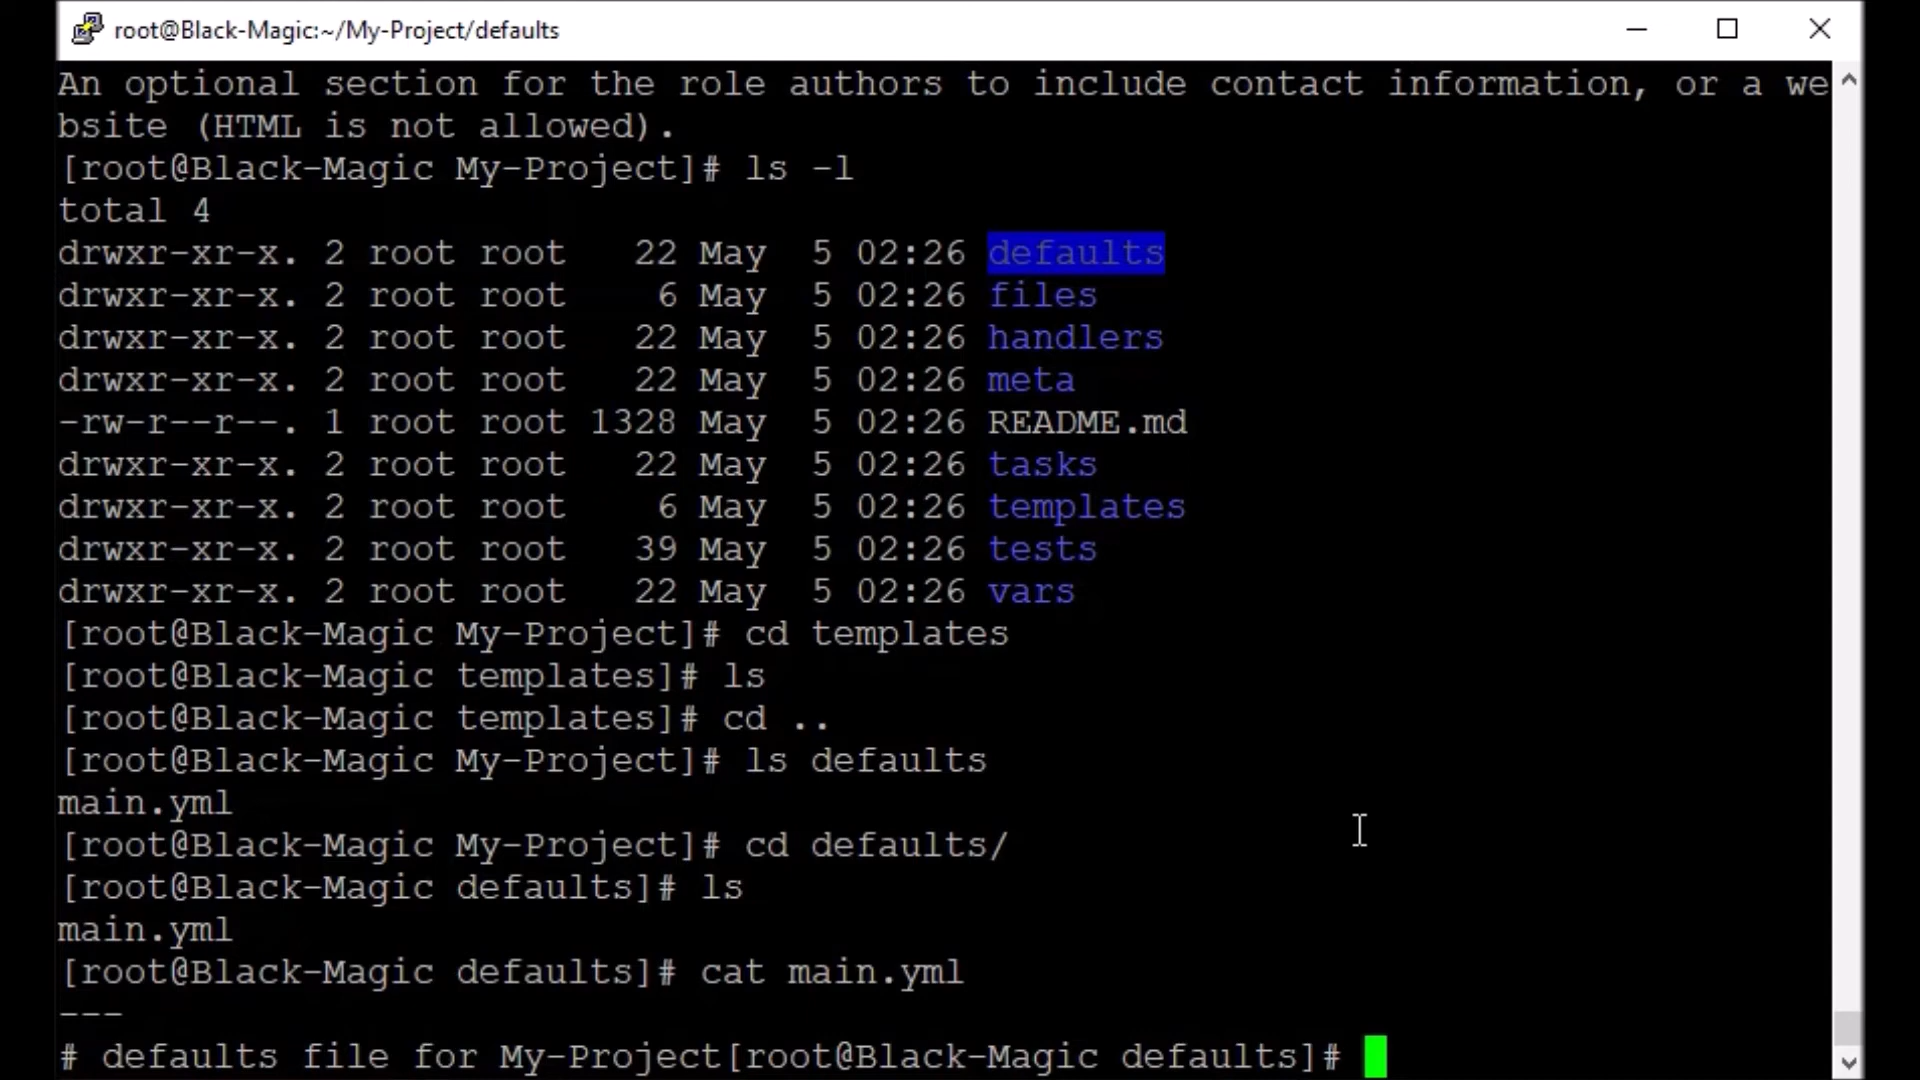 root@Black-Magic:~/My-Project/defaults
An optional section for the role authors to include contact information, or a we
bsite (HTML is not allowed).
[root@Black-Magic My-Project]# ls -l
total 4
drwxr-xr-x. 2 root root   22 May  5 02:26 defaults
drwxr-xr-x. 2 root root    6 May  5 02:26 files
drwxr-xr-x. 2 root root   22 May  5 02:26 handlers
drwxr-xr-x. 2 root root   22 May  5 02:26 meta
-rw-r--r--. 1 root root 1328 May  5 02:26 README.md
drwxr-xr-x. 2 root root   22 May  5 02:26 tasks
drwxr-xr-x. 2 root root    6 May  5 02:26 templates
drwxr-xr-x. 2 root root   39 May  5 02:26 tests
drwxr-xr-x. 2 root root   22 May  5 02:26 vars
[root@Black-Magic My-Project]# cd templates
[root@Black-Magic templates]# ls
[root@Black-Magic templates]# cd ..
[root@Black-Magic My-Project]# ls defaults
main.yml
[root@Black-Magic My-Project]# cd defaults/
[root@Black-Magic defaults]# ls
main.yml
[root@Black-Magic defaults]# cat main.yml
---
# defaults file for My-Project[root@Black-Magic defaults]#